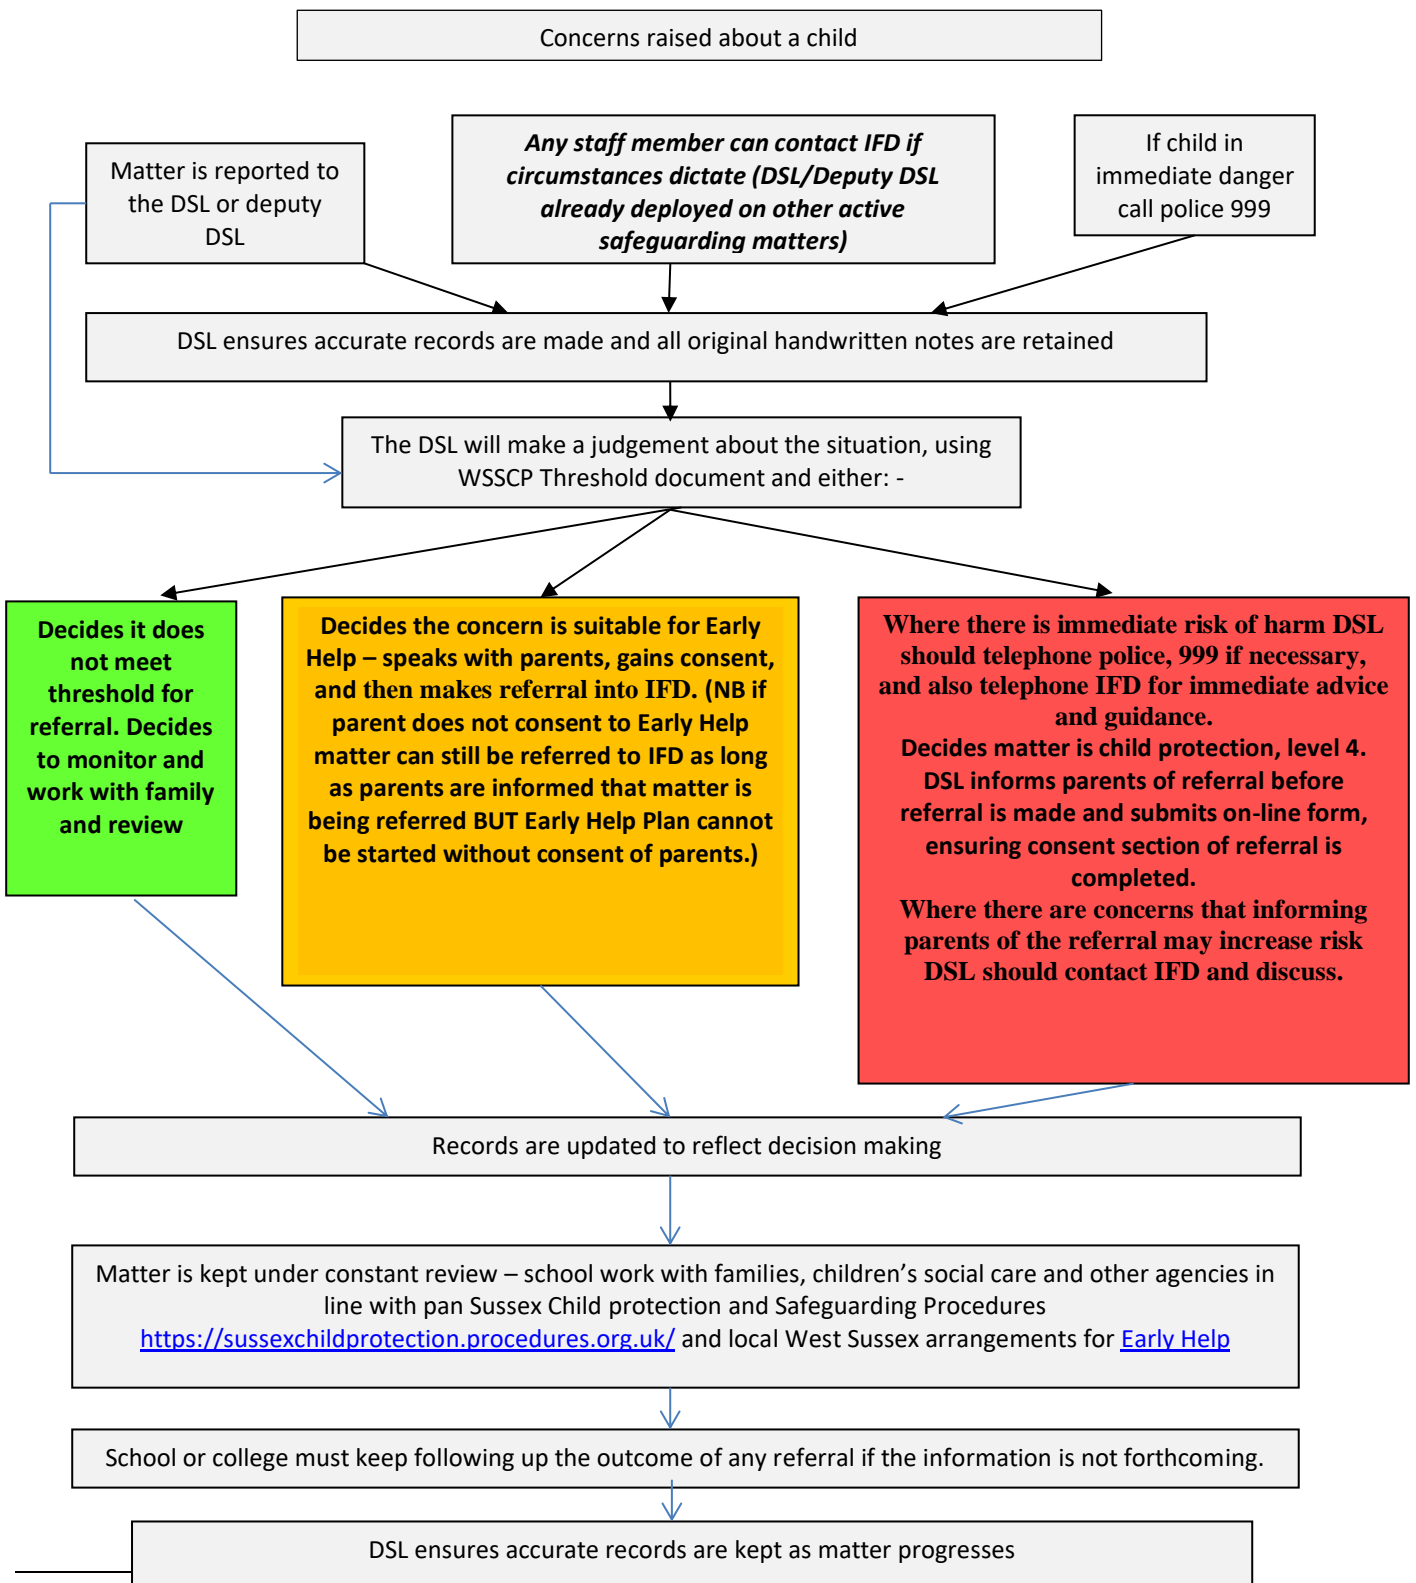 Concerns raised about a child
Matter is reported to
the DSL or deputy
DSL
Any staff member can contact IFD if
circumstances dictate (DSL/Deputy DSL
already deployed on other active
safeguarding matters)
If child in
immediate danger
call police 999
DSL ensures accurate records are made and all original handwritten notes are retained
The DSL will make a judgement about the situation, using
WSSCP Threshold document and either: -
Decides it does
not meet
threshold for
referral. Decides
to monitor and
work with family
and review
Decides the concern is suitable for Early
Help – speaks with parents, gains consent,
and then makes referral into IFD. (NB if
parent does not consent to Early Help
matter can still be referred to IFD as long
as parents are informed that matter is
being referred BUT Early Help Plan cannot
be started without consent of parents.)
Where there is immediate risk of harm DSL
should telephone police, 999 if necessary,
and also telephone IFD for immediate advice
and guidance.
Decides matter is child protection, level 4.
DSL informs parents of referral before
referral is made and submits on-line form,
ensuring consent section of referral is
completed.
Where there are concerns that informing
parents of the referral may increase risk
DSL should contact IFD and discuss.
Records are updated to reflect decision making
Matter is kept under constant review – school work with families, children’s social care and other agencies in
line with pan Sussex Child protection and Safeguarding Procedures
https://sussexchildprotection.procedures.org.uk/ and local West Sussex arrangements for Early Help
School or college must keep following up the outcome of any referral if the information is not forthcoming.
DSL ensures accurate records are kept as matter progresses